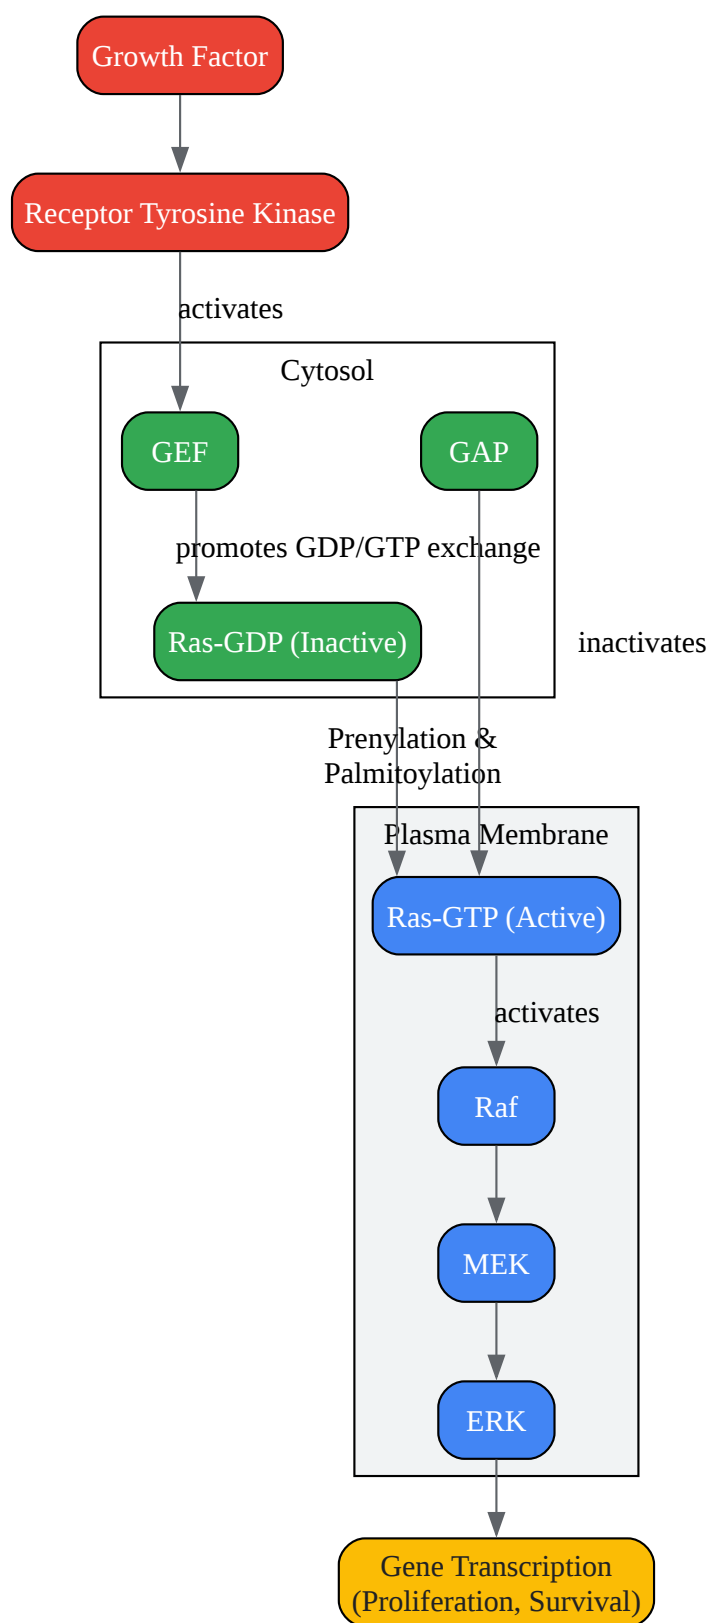 Growth Factor
Receptor Tyrosine Kinase
activates
Cytosol
GEF
GAP
promotes GDP/GTP exchange
Ras-GDP (Inactive)
inactivates
Prenylation &
Palmitoylation
Plasma Membrane
Ras-GTP (Active)
activates
Raf
MEK
ERK
Gene Transcription
(Proliferation, Survival)